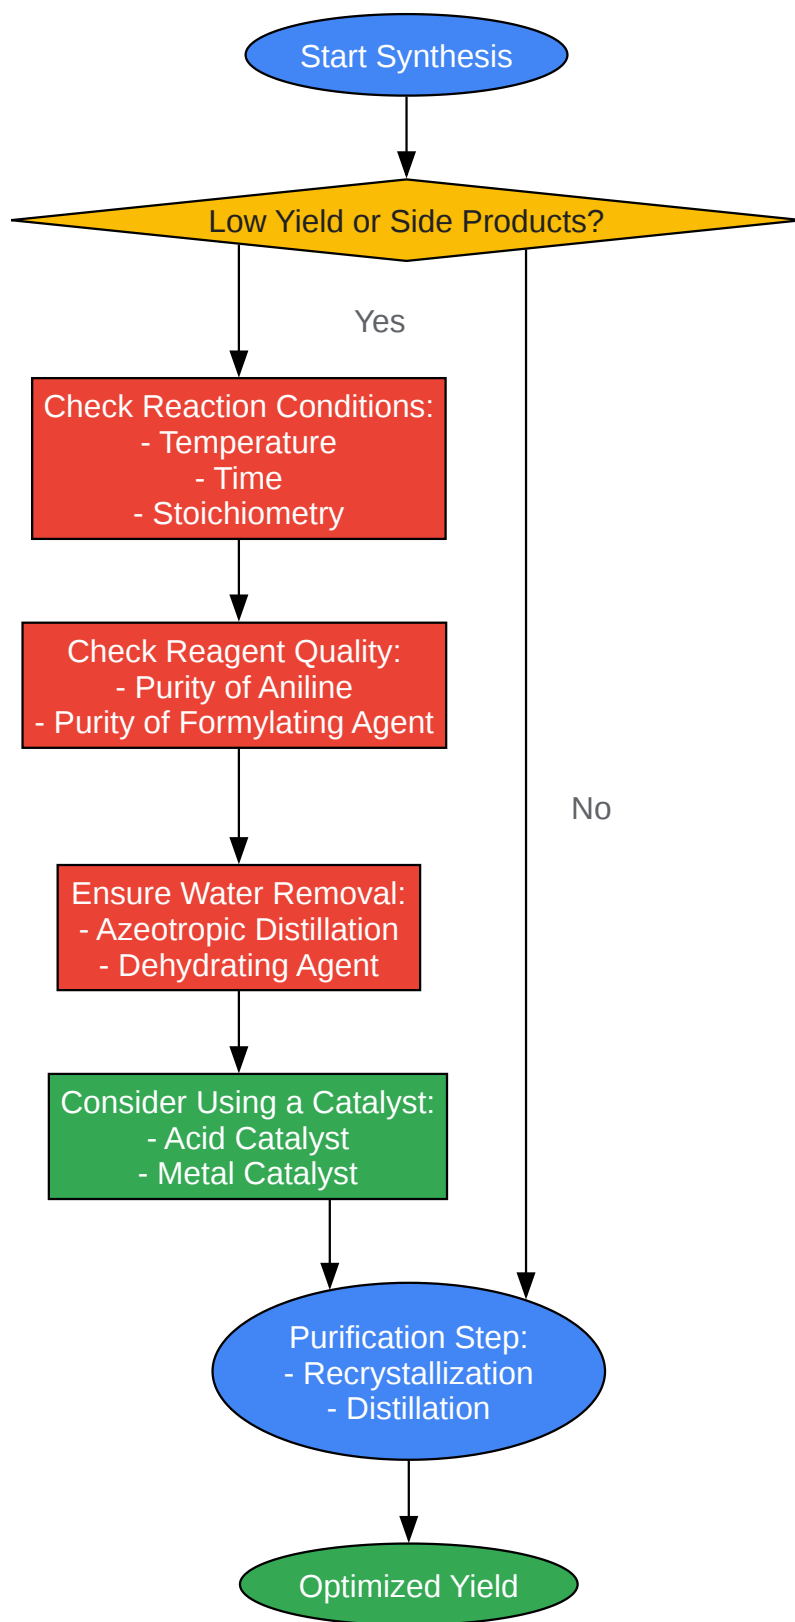 Start Synthesis
Low Yield or Side Products?
Yes
Check Reaction Conditions:
- Temperature
- Time
- Stoichiometry
Check Reagent Quality:
- Purity of Aniline
- Purity of Formylating Agent
No
Ensure Water Removal:
- Azeotropic Distillation
- Dehydrating Agent
Consider Using a Catalyst:
- Acid Catalyst
- Metal Catalyst
Purification Step:
- Recrystallization
- Distillation
Optimized Yield